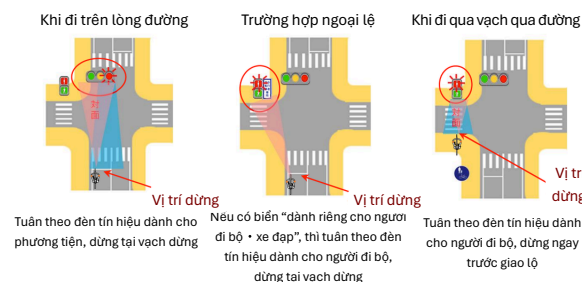 Khi đi trên lòng đường
Trường hợp ngoại lệ
Khi đi qua vạch qua đường
対面
対面
Vị trí dừng
Vị trí dừng
Vị trí
dừng
Tuân theo đèn tín hiệu dành cho
phương tiện, dừng tại vạch dừng
Nếu có biển “dành riêng cho người
đi bộ・xe đạp”, thì tuân theo đèn
tín hiệu dành cho người đi bộ,
dừng tại vạch dừng
Tuân theo đèn tín hiệu dành
cho người đi bộ, dừng ngay
trước giao lộ